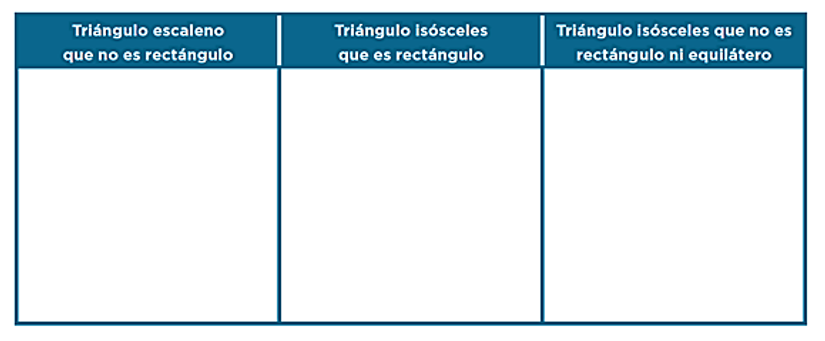 Triángulo escaleno
que no es rectángulo
Triángulo isósceles
que es rectángulo
Triángulo isósceles que no es
rectángulo ni equilátero